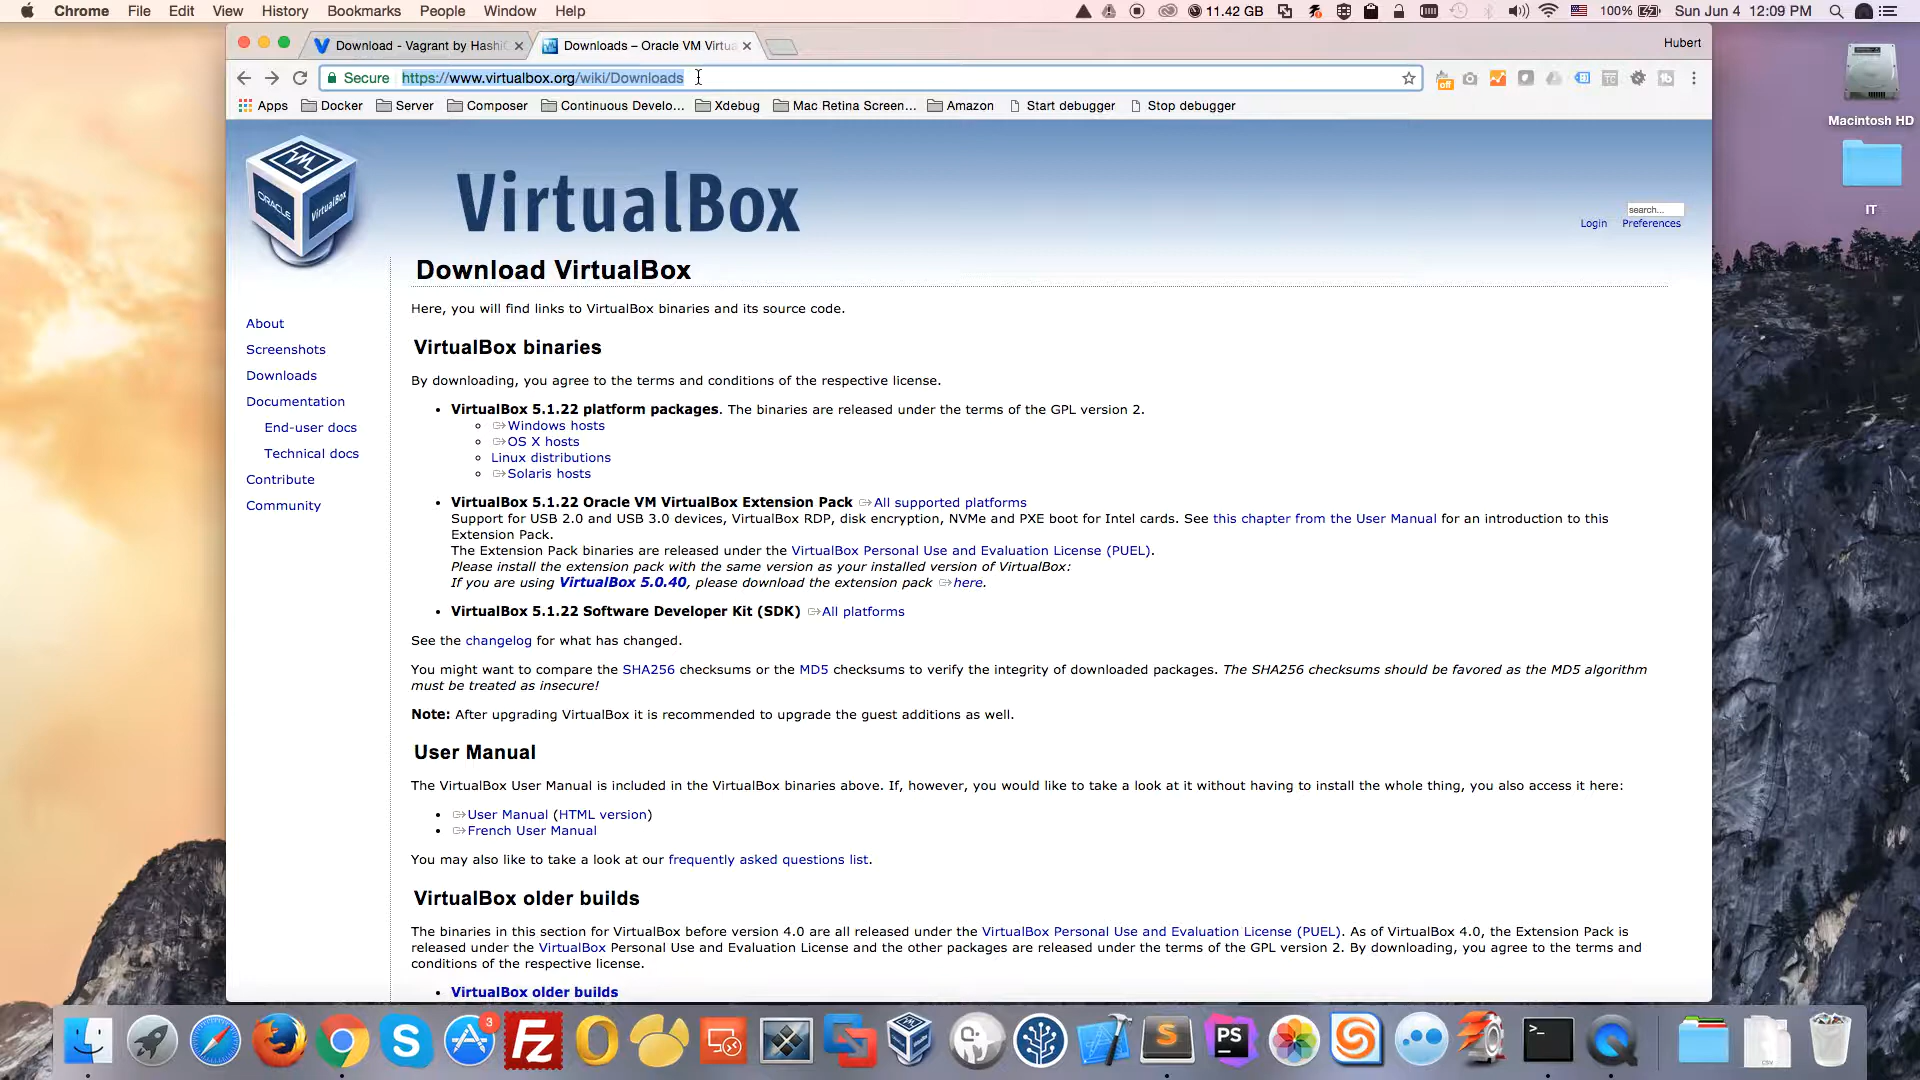 Chrome File Edit View History Bookmarks People Window Help 11.42 GB 100% Sun Jun 4 12:09 PM
Download - Vagrant by HashiC Downloads – Oracle VM Virtua Hubert
Secure https://www.virtualbox.org/wiki/Downloads
Apps Docker Server Composer Continuous Develo... Xdebug Mac Retina Screen... Amazon Start debugger Stop debugger
off
TC
Macintosh HD
IT
ORACLE
VirtualBox
VirtualBox
search...
Login Preferences
About
Screenshots
Downloads
Documentation
End-user docs
Technical docs
Contribute
Community
Download VirtualBox
Here, you will find links to VirtualBox binaries and its source code.
VirtualBox binaries
By downloading, you agree to the terms and conditions of the respective license.
• VirtualBox 5.1.22 platform packages. The binaries are released under the terms of the GPL version 2.
Windows hosts
OS X hosts
Linux distributions
Solaris hosts
• VirtualBox 5.1.22 Oracle VM VirtualBox Extension Pack All supported platforms
Support for USB 2.0 and USB 3.0 devices, VirtualBox RDP, disk encryption, NVMe and PXE boot for Intel cards. See this chapter from the User Manual for an introduction to this
Extension Pack.
The Extension Pack binaries are released under the VirtualBox Personal Use and Evaluation License (PUEL).
Please install the extension pack with the same version as your installed version of VirtualBox:
If you are using VirtualBox 5.0.40, please download the extension pack here.
• VirtualBox 5.1.22 Software Developer Kit (SDK) All platforms
See the changelog for what has changed.
You might want to compare the SHA256 checksums or the MD5 checksums to verify the integrity of downloaded packages. The SHA256 checksums should be favored as the MD5 algorithm
must be treated as insecure!
Note: After upgrading VirtualBox it is recommended to upgrade the guest additions as well.
User Manual
The VirtualBox User Manual is included in the VirtualBox binaries above. If, however, you would like to take a look at it without having to install the whole thing, you also access it here:
• User Manual (HTML version)
• French User Manual
You may also like to take a look at our frequently asked questions list.
VirtualBox older builds
The binaries in this section for VirtualBox before version 4.0 are all released under the VirtualBox Personal Use and Evaluation License (PUEL). As of VirtualBox 4.0, the Extension Pack is
released under the VirtualBox Personal Use and Evaluation License and the other packages are released under the terms of the GPL version 2. By downloading, you agree to the terms and
conditions of the respective license.
• VirtualBox older builds
3
Fz
PS
CSV